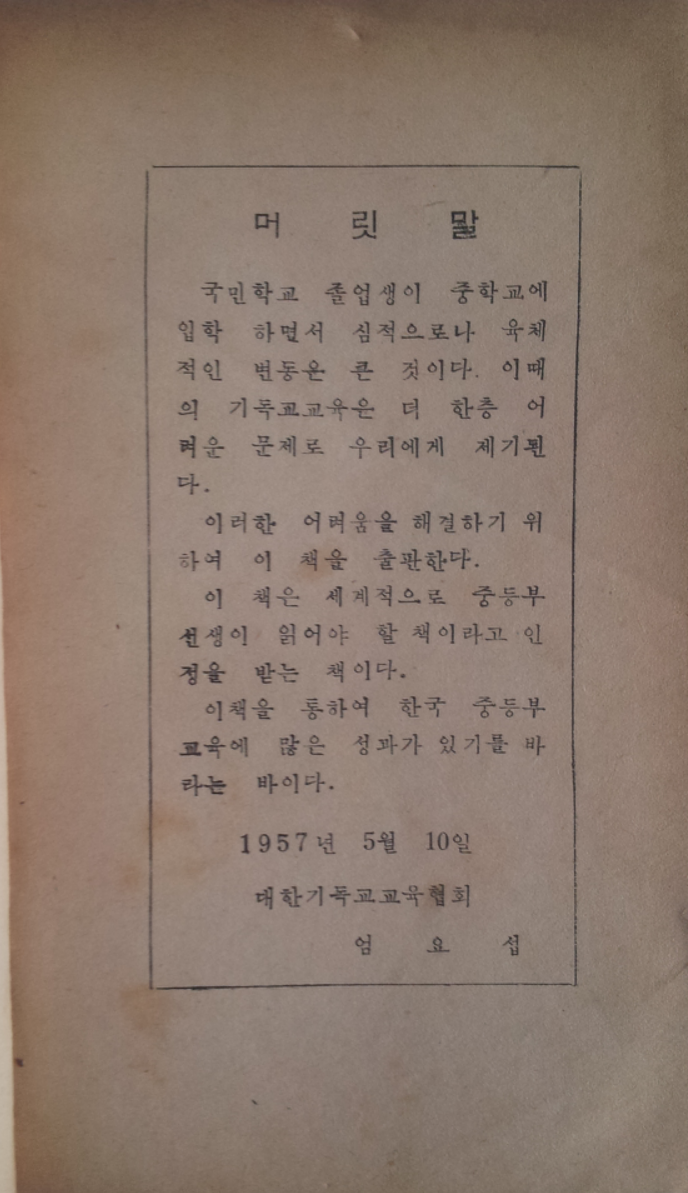 머 릿 말
국민학교 졸업생이 중학교에
입학 하면서 심적으로나 육체
적인 변동은 큰 것이다. 이때
의 기독교교육은 더 한층 어
려운 문제로 우리에게 제기된
다.
이러한 어려움을 해결하기 위
하여 이 책을 출판한다.
이 책은 세계적으로 중등부
선생이 읽어야 할 책이라고 인
정을 받는 책이다.
이책을 통하여 한국 중등부
교육에 많은 성과가 있기를 바
라는 바이다.
1957년 5월 10일
대한기독교교육협회
엄 요 섭